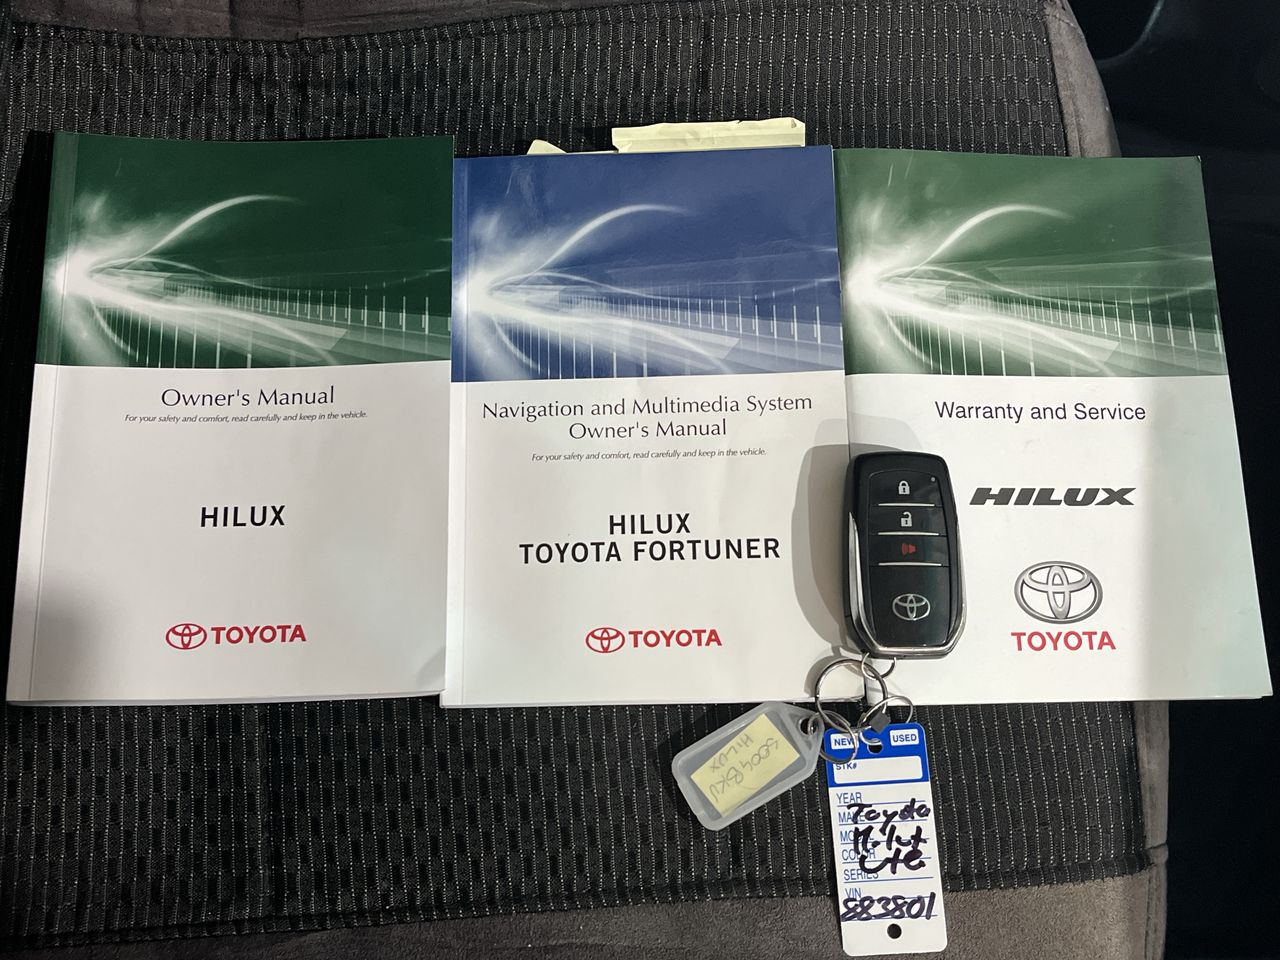 Owner's Manual
For your safety and comfort, read carefully and keep in the vehicle.
HILUX
TOYOTA
Navigation and Multimedia System
Owner's Manual
For your safety and comfort, read carefully and keep in the vehicle.
HILUX
TOYOTA FORTUNER
TOYOTA
Warranty and Service
HILUX
TOYOTA
HILUX
NEW
USED
STK#
YEAR
Toyota
Hilux
Ute
SERIES
VIN
883801